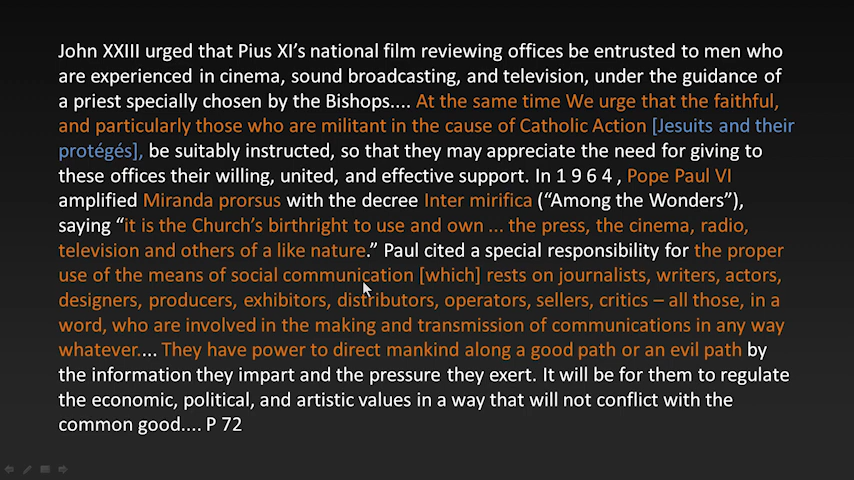 John XXIII urged that Pius XI’s national film reviewing offices be entrusted to men who
are experienced in cinema, sound broadcasting, and television, under the guidance of
a priest specially chosen by the Bishops.... At the same time We urge that the faithful,
and particularly those who are militant in the cause of Catholic Action [Jesuits and their
protégés], be suitably instructed, so that they may appreciate the need for giving to
these offices their willing, united, and effective support. In 1 9 6 4 , Pope Paul VI
amplified Miranda prorsus with the decree Inter mirifica (“Among the Wonders”),
saying “it is the Church’s birthright to use and own ... the press, the cinema, radio,
television and others of a like nature.” Paul cited a special responsibility for the proper
use of the means of social communication [which] rests on journalists, writers, actors,
designers, producers, exhibitors, distributors, operators, sellers, critics – all those, in a
word, who are involved in the making and transmission of communications in any way
whatever.... They have power to direct mankind along a good path or an evil path by
the information they impart and the pressure they exert. It will be for them to regulate
the economic, political, and artistic values in a way that will not conflict with the
common good.... P 72